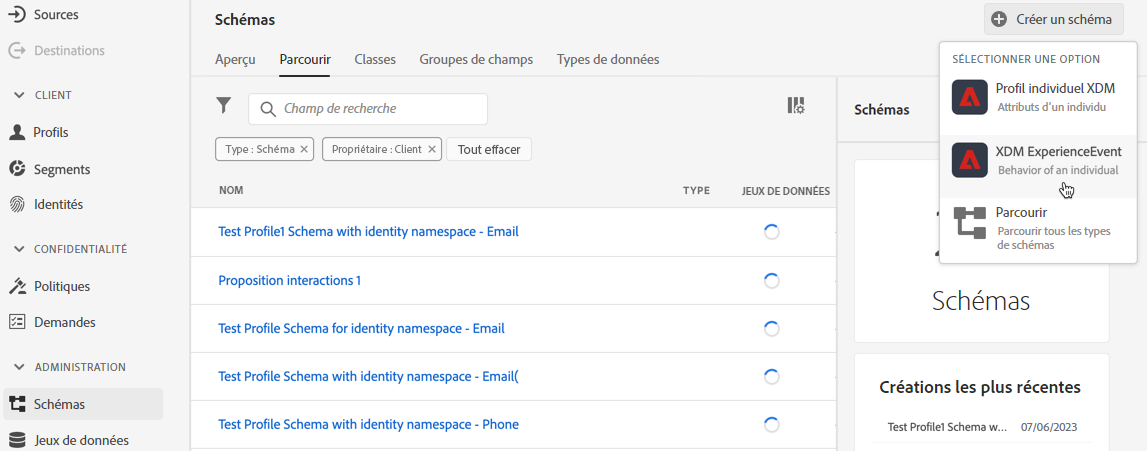 Sources
Destinations
CLIENT
Profils
Segments
Identités
CONFIDENTIALITÉ
Politiques
Demandes
ADMINISTRATION
Schémas
Jeux de données
Schémas
Créer un schéma
Aperçu
Parcourir
Classes
Groupes de champs
Types de données
Champ de recherche
Type : Schéma
Propriétaire : Client
Tout effacer
NOM
TYPE
JEUX DE DONNÉES
Test Profile1 Schema with identity namespace - Email
Proposition interactions 1
Test Profile Schema for identity namespace - Email
Test Profile Schema with identity namespace - Email(
Test Profile Schema with identity namespace - Phone
SÉLECTIONNER UNE OPTION
Profil individuel XDM
Attributs d'un individu
XDM ExperienceEvent
Behavior of an individual
Parcourir
Parcourir tous les types
de schémas
Schémas
Schémas
Créations les plus récentes
Test Profile1 Schema w...
07/06/2023